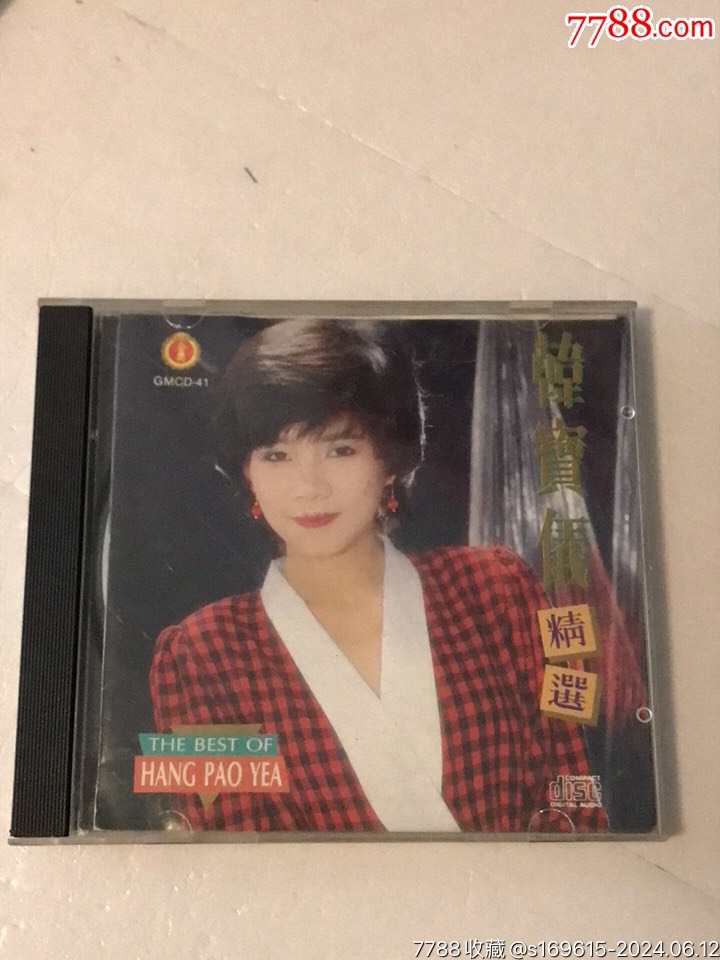 7788.com
GMCD-41
韓寶儀
精選
THE BEST OF
HANG PAO YEA
COMPACT
disc
DIGITAL AUDIO
7788收藏@s169615-2024.06.12